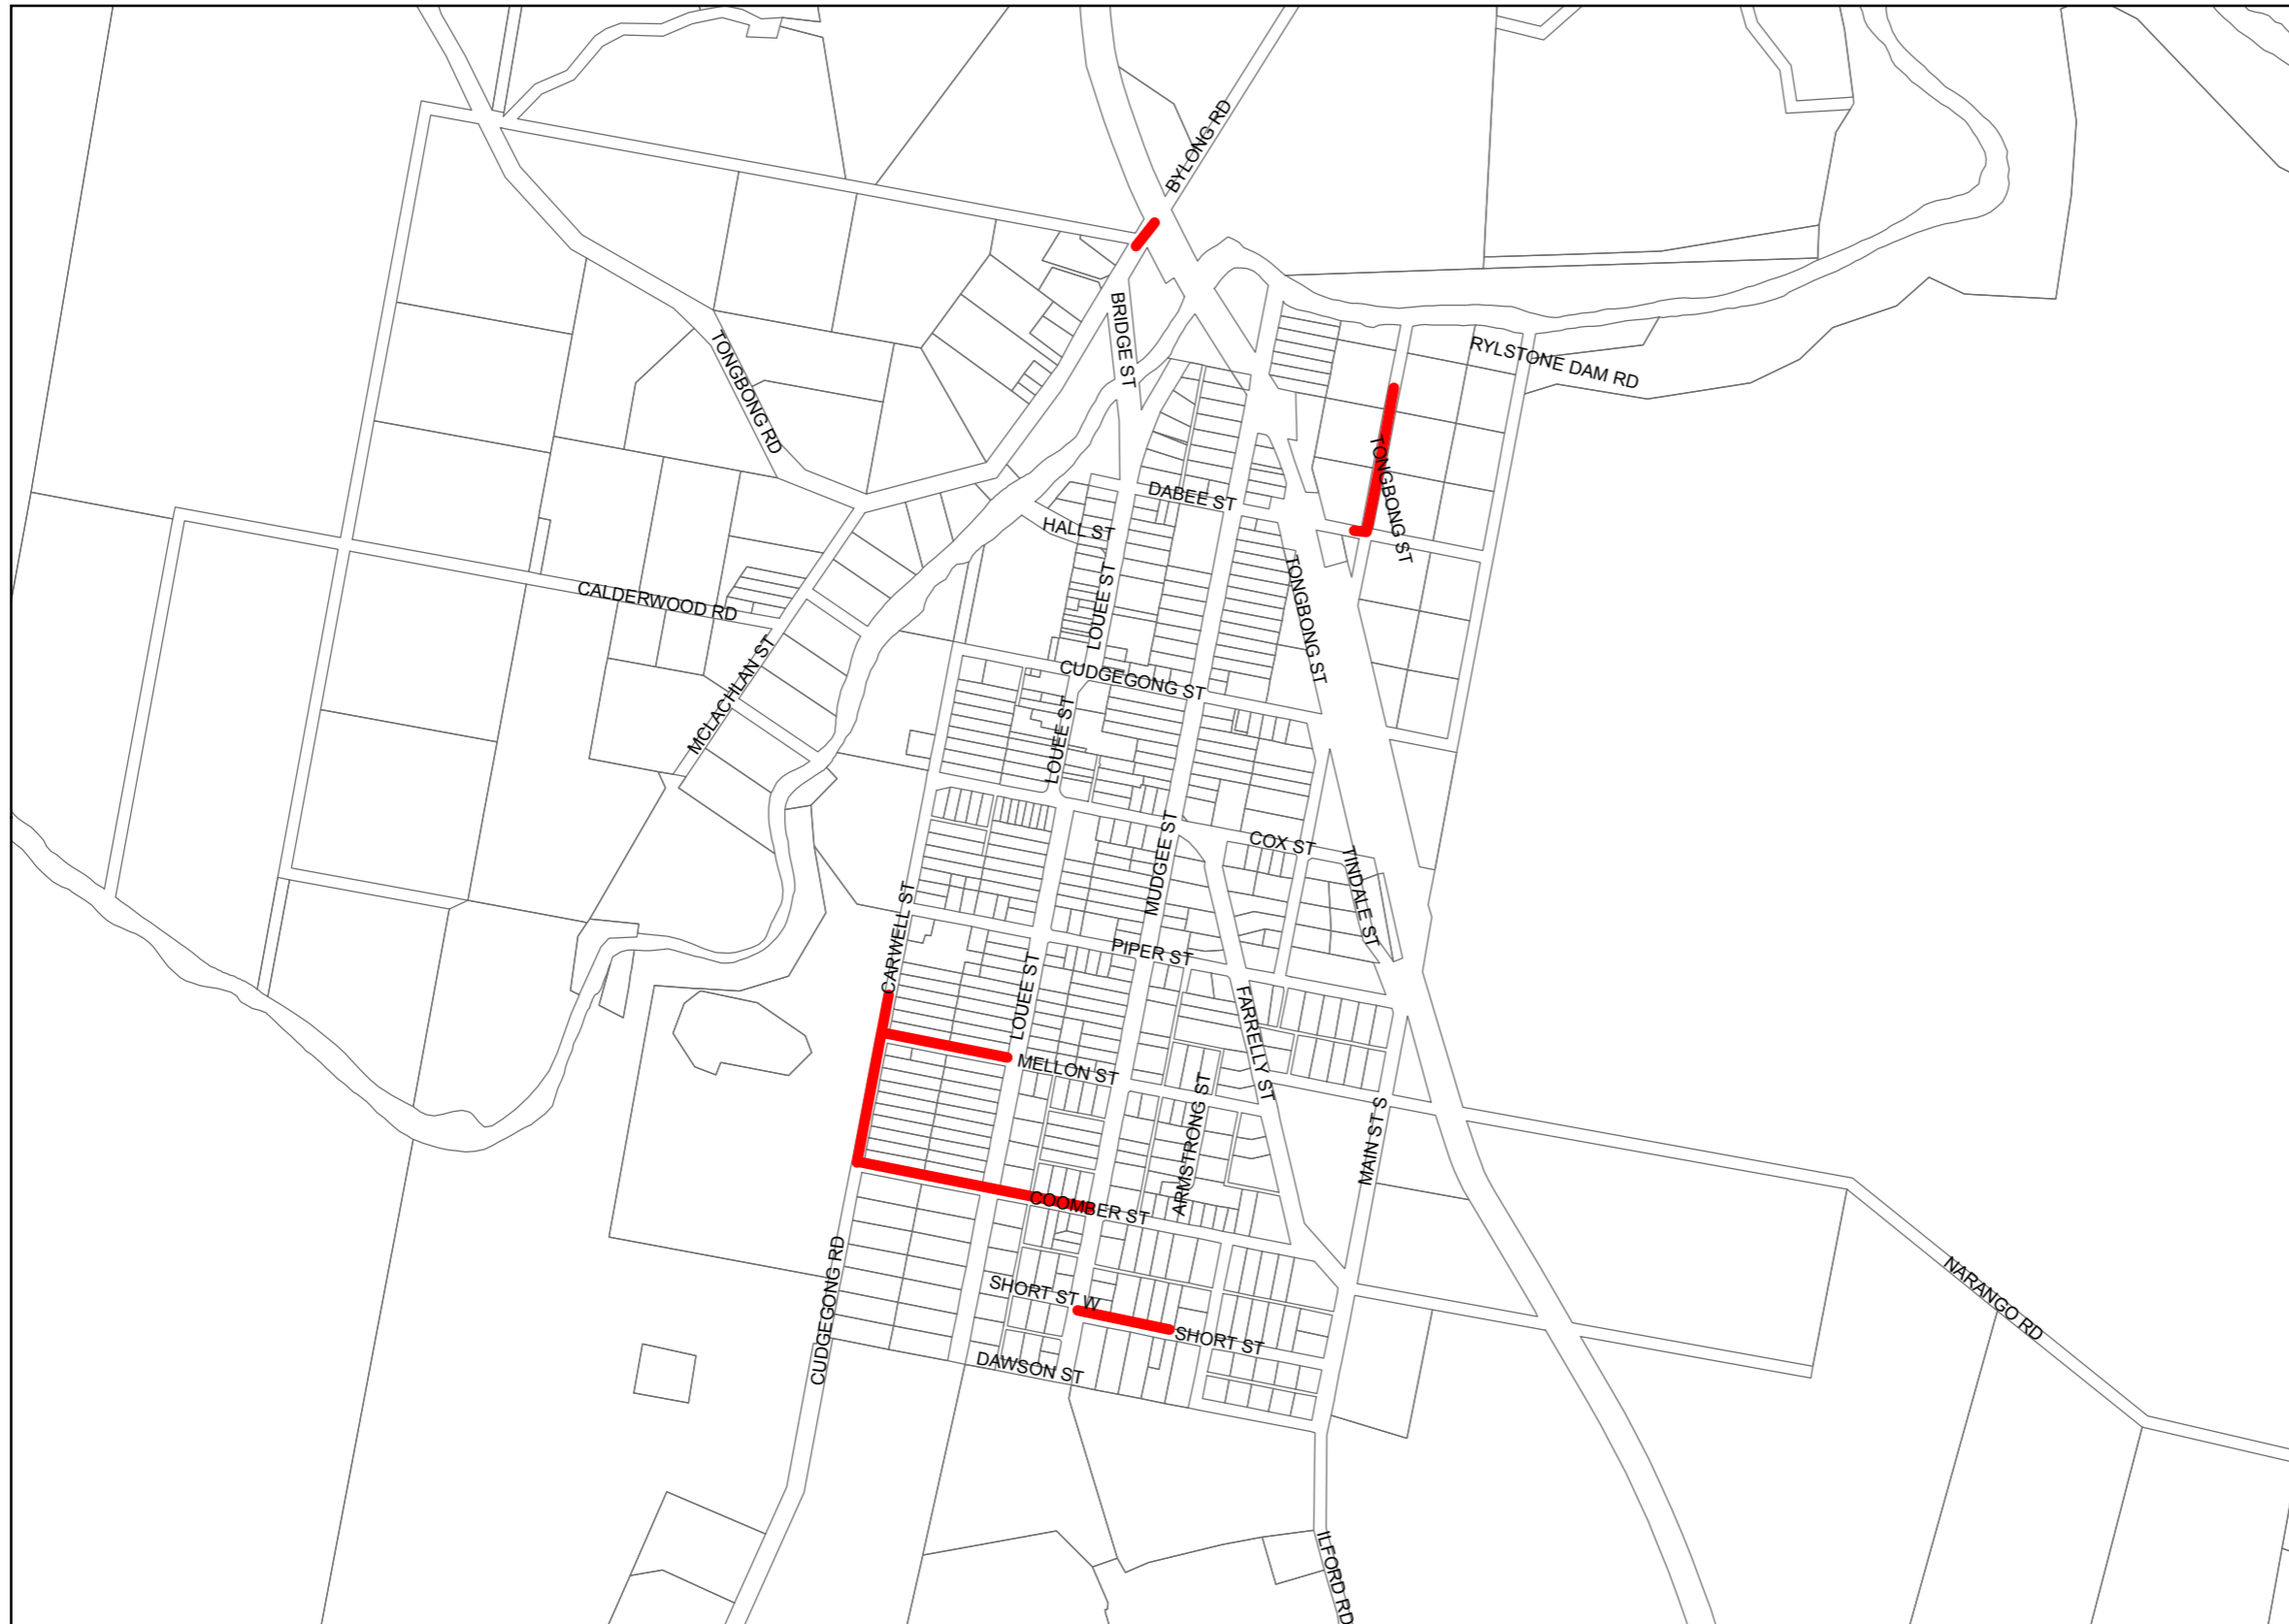 BYLONG RD
BRIDGE ST
TONGBONG RD
RYLSTONE DAM RD
TONGBONG ST
DABEE ST
HALL ST
CALDERWOOD RD
LOUEE ST
TONGBONG ST
MCLACHLAN ST
CUDGEGONG ST
LOUEE ST
COX ST
MUDGEE ST
TINDALE ST
CARWELL ST
PIPER ST
LOUEE ST
FARRELLY ST
MELLON ST
ARMSTRONG ST
MAIN ST S
COOMBER ST
CUDGEGONG RD
SHORT ST W
SHORT ST
DAWSON ST
NARANGO RD
ILFORD RD